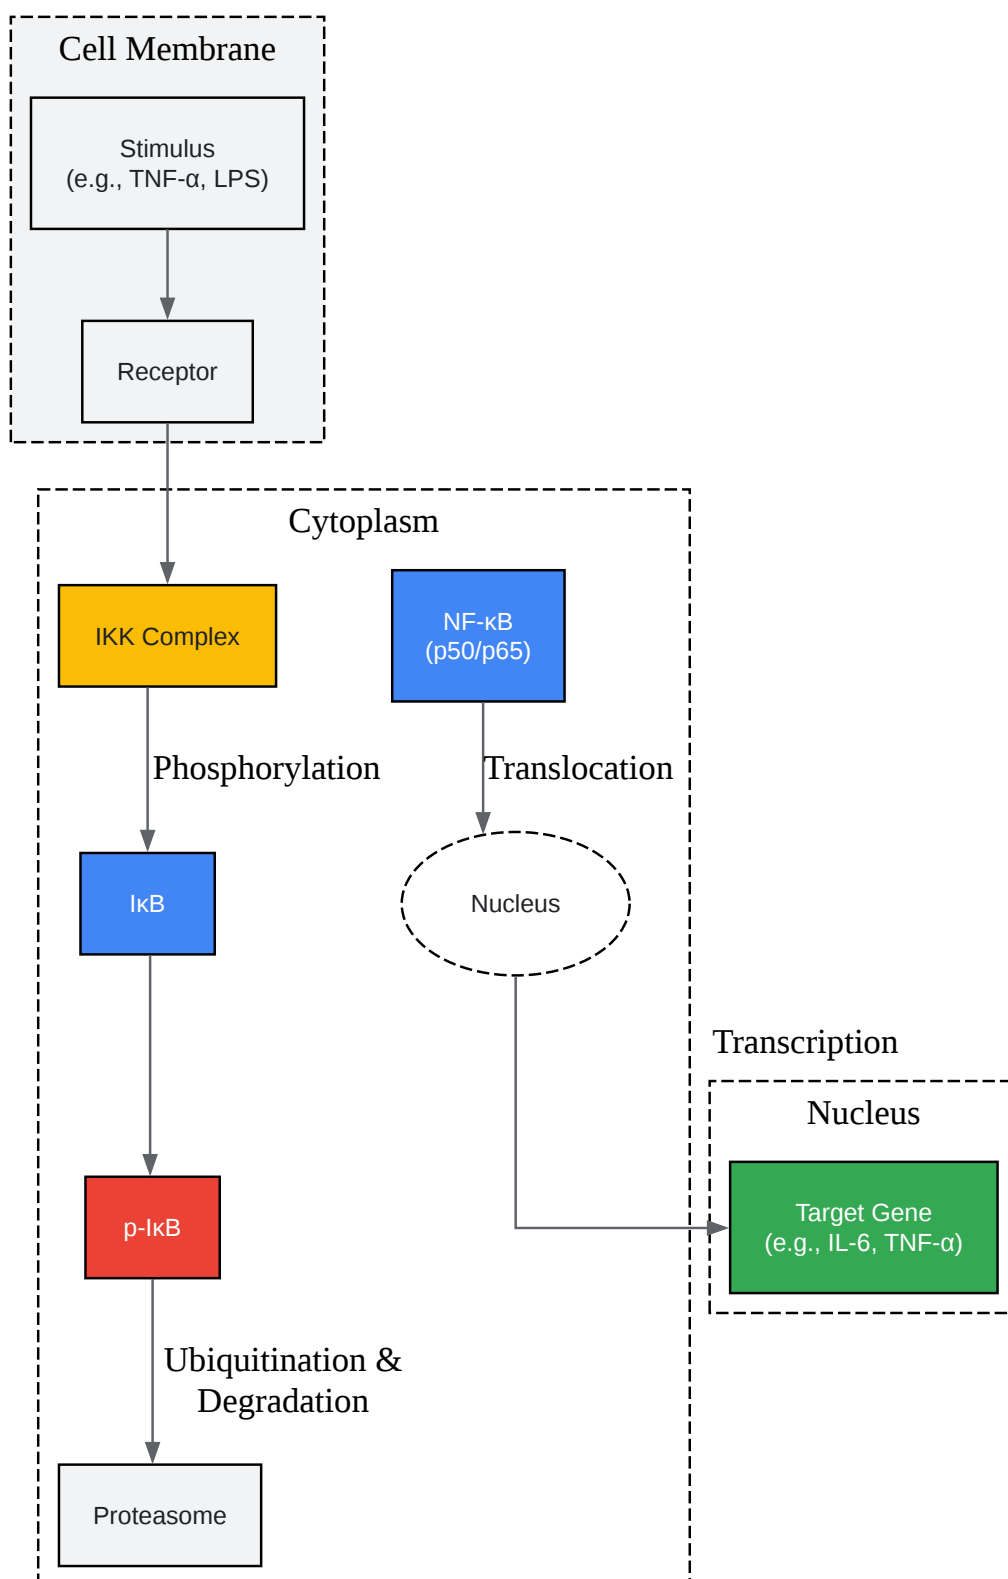 Cell Membrane
Stimulus
(e.g., TNF-α, LPS)
Receptor
Cytoplasm
IKK Complex
NF-κB
(p50/p65)
Phosphorylation
Translocation
IκB
Nucleus
Transcription
Nucleus
p-IκB
Target Gene
(e.g., IL-6, TNF-α)
Ubiquitination &
Degradation
Proteasome